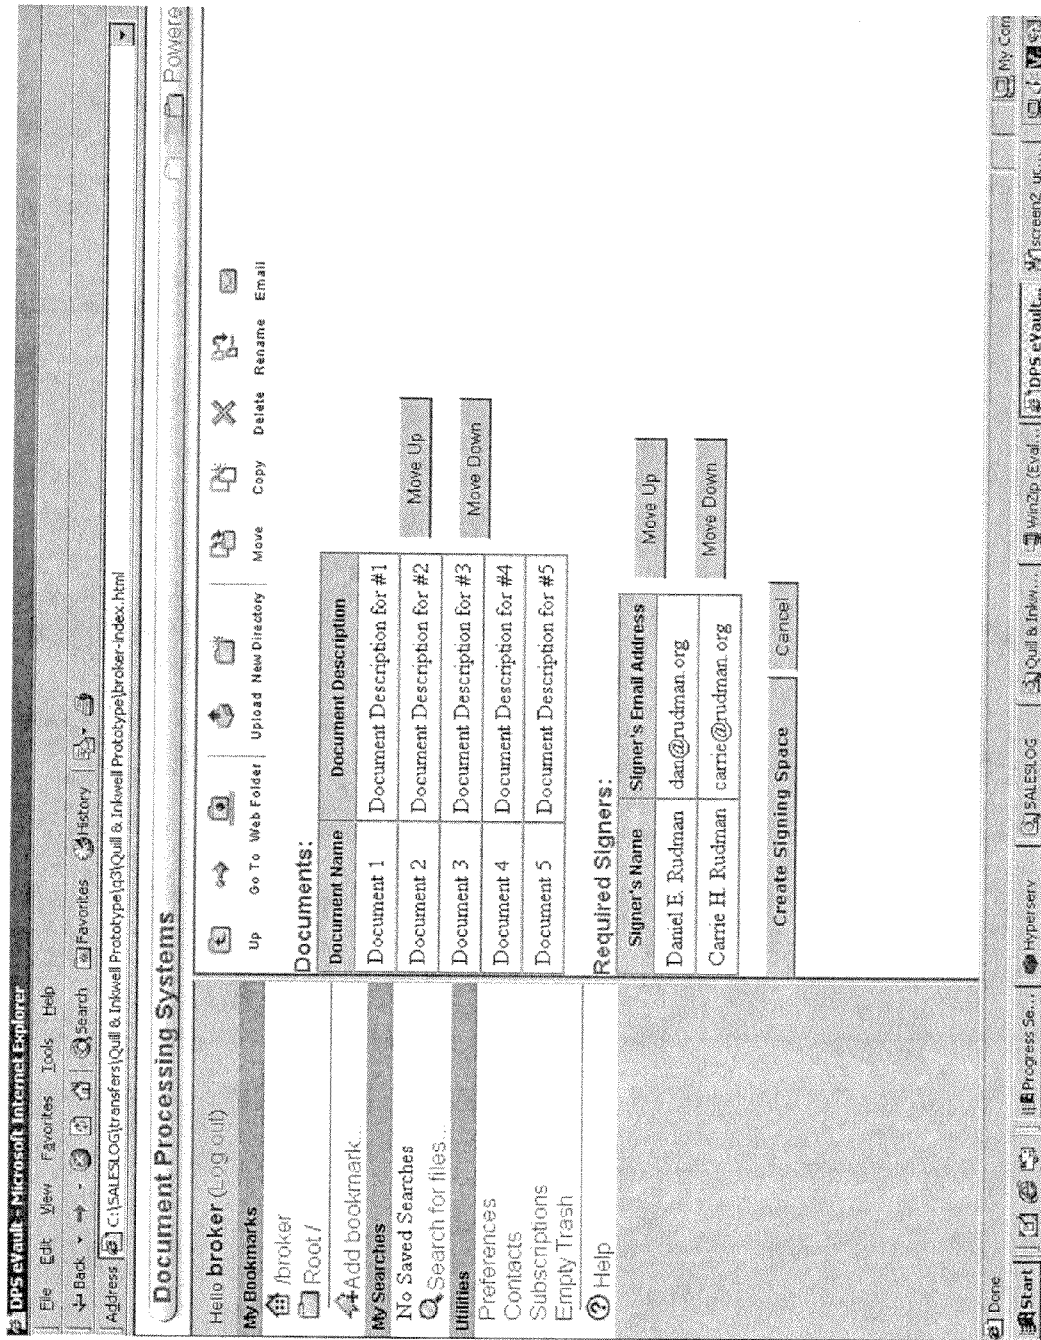 DPS eVault - Microsoft Internet Explorer
File Edit View Favorites Tools Help
Back Search Favorites History
Address C:\SALESLOG\transfers\Quill & Inkwell Prototype\q3\Quill & Inkwell Prototype\broker-index.html
Document Processing Systems
Powere
Hello broker (Log out)
My Bookmarks
/broker
Root /
Add bookmark...
My Searches
No Saved Searches
Search for files...
Utilities
Preferences
Contacts
Subscriptions
Empty Trash
Help
Up Go To Web Folder Upload New Directory Move Copy Delete Rename Email
Documents:
Document Name Document Description
Document 1 Document Description for #1
Document 2 Document Description for #2
Document 3 Document Description for #3
Document 4 Document Description for #4
Document 5 Document Description for #5
Move Up
Move Down
Required Signers:
Signer's Name Signer's Email Address
Daniel E. Rudman dan@rudman.org
Carrie H. Rudman carrie@rudman.org
Move Up
Move Down
Create Signing Space Cancel
Done My Com
Start Progress Se... Hyperserv SALESLOG Quill & Inkw... WinZip (Eval... DPS eVault... screen2_uc...